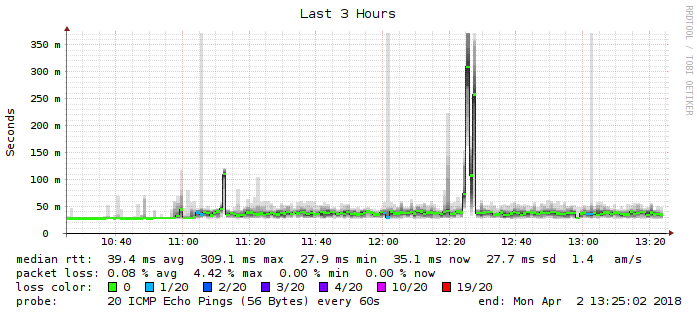 Last 3 Hours
RRDTOOL / TOBI OETIKER
Seconds
350 m
300 m
250 m
200 m
150 m
100 m
50 m
0
10:40 11:00 11:20 11:40 12:00 12:20 12:40 13:00 13:20
median rtt: 39.4 ms avg 309.1 ms max 27.9 ms min 35.1 ms now 27.7 ms sd 1.4 am/s
packet loss: 0.08 % avg 4.42 % max 0.00 % min 0.00 % now
loss color: 0 1/20 2/20 3/20 4/20 10/20 19/20
probe: 20 ICMP Echo Pings (56 Bytes) every 60s end: Mon Apr 2 13:25:02 2018